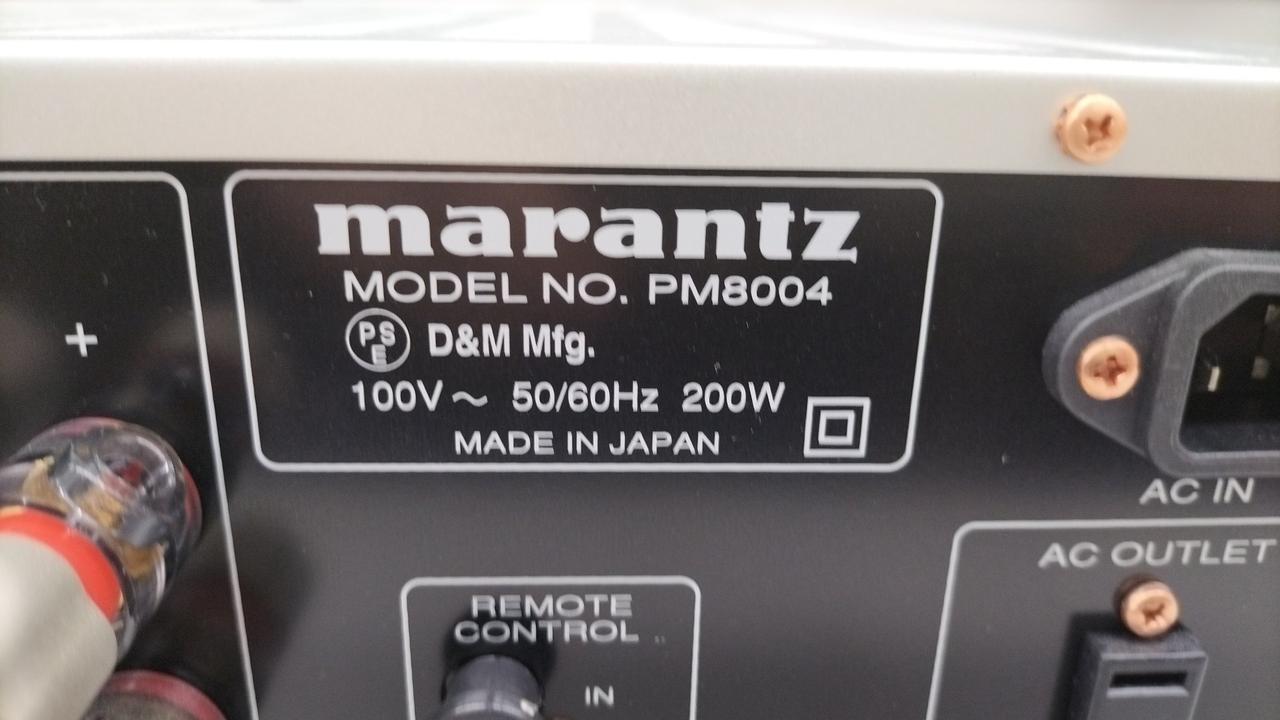 marantz
MODEL NO. PM8004
PS
E
D&M Mfg.
100V～ 50/60Hz 200W
MADE IN JAPAN
+
AC IN
AC OUTLET
REMOTE
CONTROL
IN